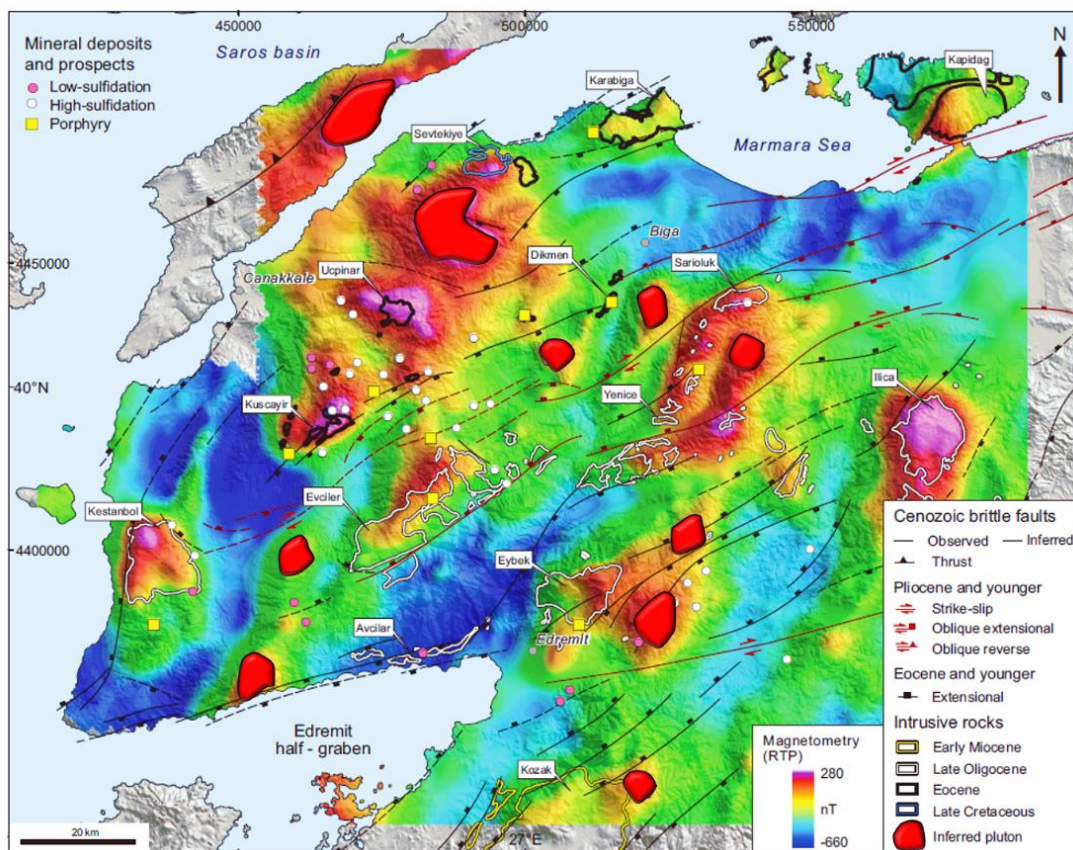 450000
500000
550000
Mineral deposits
and prospects
Low-sulfidation
High-sulfidation
Porphyry
Saros basin
Karabiga
Kapidag
N
Sevtekiye
Marmara Sea
4450000
Canakkale
Ucpinar
Dikmen
Biga
Sarioluk
40°N
Kuscayir
Yenice
Ilica
Kestanbol
Evciler
4400000
Eybek
Avcilar
Edremit
Edremit
half - graben
Kozak
27°E
20 km
Magnetometry
(RTP)
280
nT
-660
Cenozoic brittle faults
Observed
Inferred
Thrust
Pliocene and younger
Strike-slip
Oblique extensional
Oblique reverse
Eocene and younger
Extensional
Intrusive rocks
Early Miocene
Late Oligocene
Eocene
Late Cretaceous
Inferred pluton